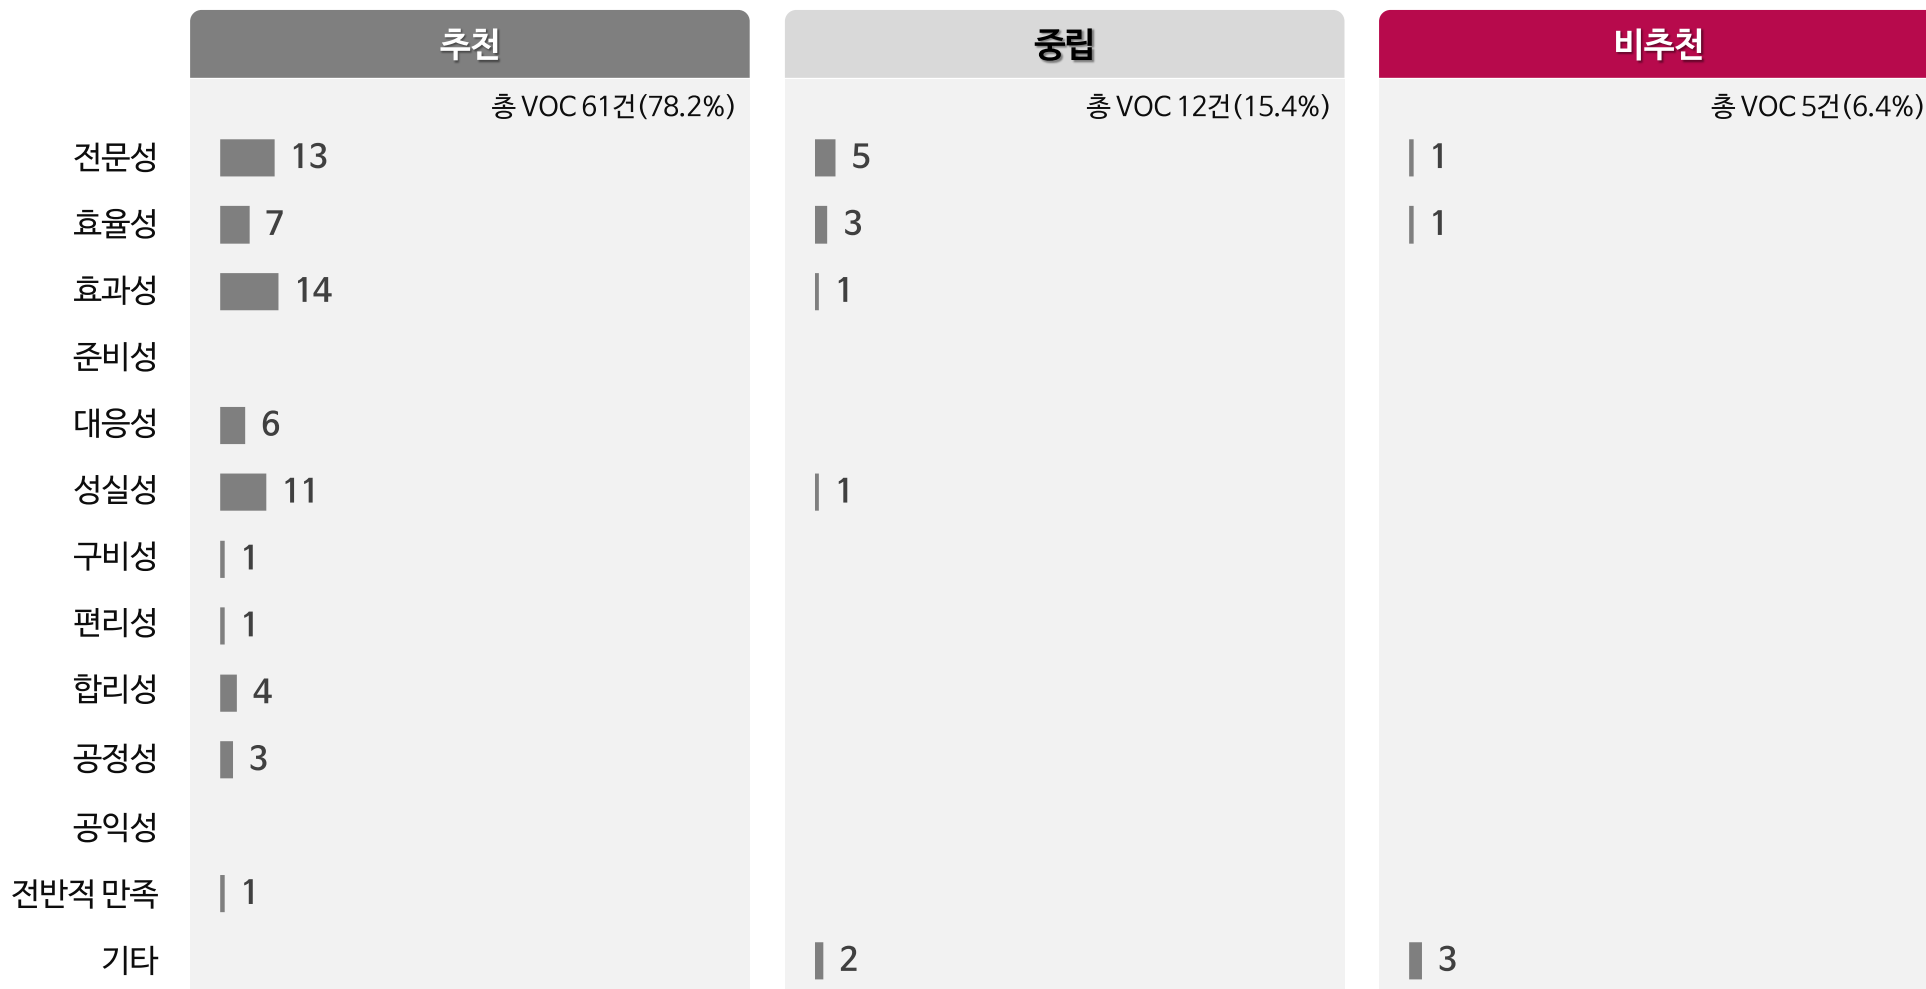 추천 중립 비추천
총 VOC 61건(78.2%) 총 VOC 12건(15.4%) 총 VOC 5건(6.4%)
전문성 13 5 1
효율성 7 3 1
효과성 14 1
준비성
대응성 6
성실성 11 1
구비성 1
편리성 1
합리성 4
공정성 3
공익성
전반적 만족 1
기타 2 3